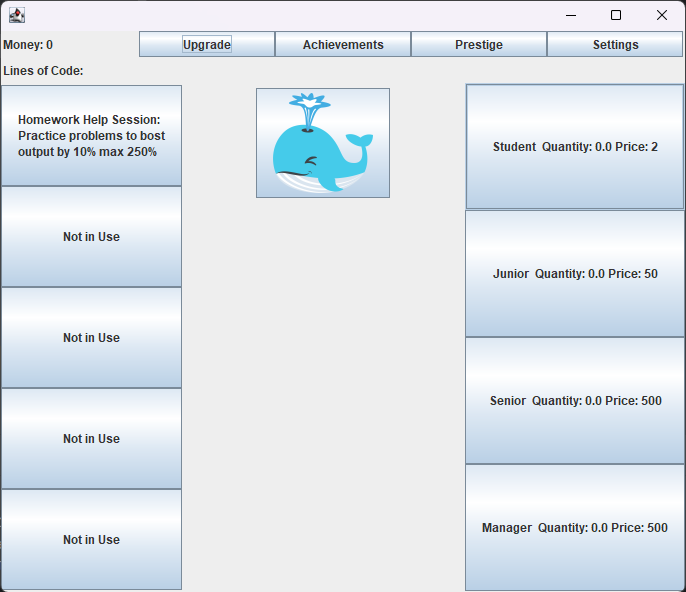 Money: 0
Upgrade
Achievements
Prestige
Settings
Lines of Code:
Homework Help Session:
Practice problems to bost
output by 10% max 250%
Not in Use
Not in Use
Not in Use
Not in Use
Student  Quantity: 0.0 Price: 2
Junior  Quantity: 0.0 Price: 50
Senior  Quantity: 0.0 Price: 500
Manager  Quantity: 0.0 Price: 500